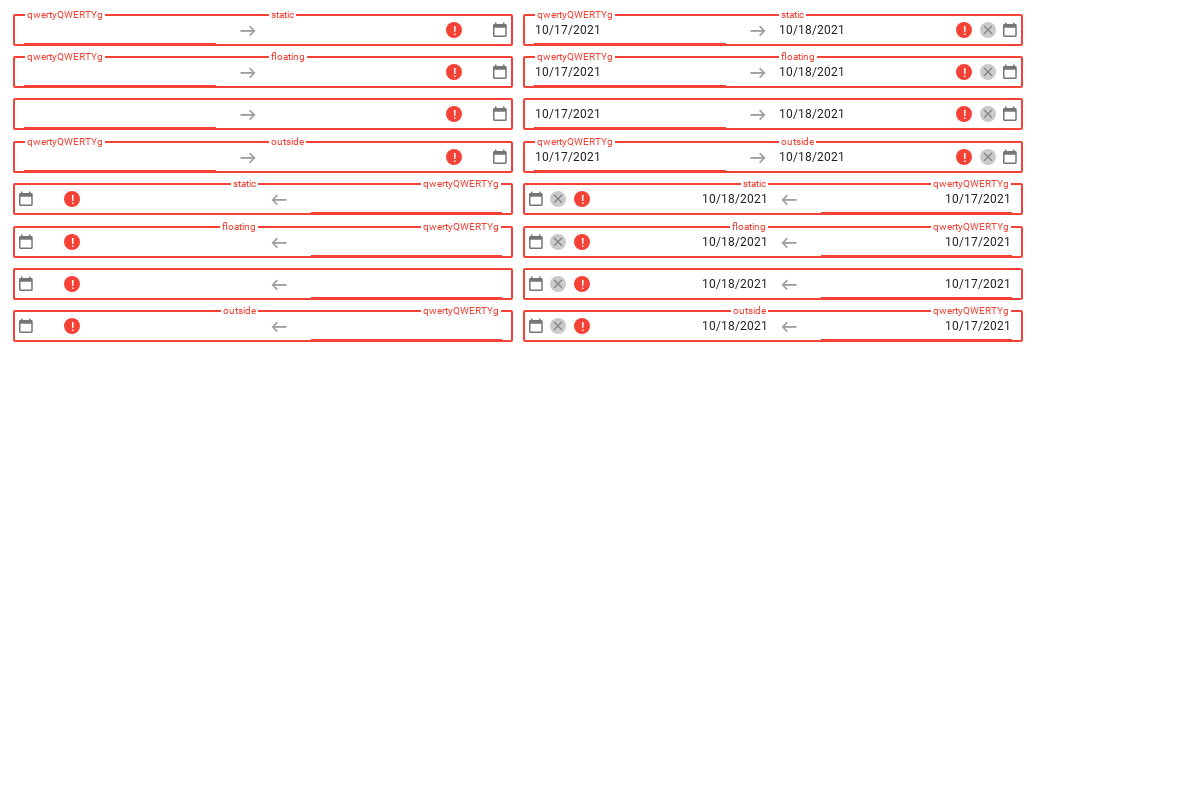 qwertyQWERTYg static qwertyQWERTYg static
10/17/2021 10/18/2021
qwertyQWERTYg floating qwertyQWERTYg floating
10/17/2021 10/18/2021
10/17/2021 10/18/2021
qwertyQWERTYg outside qwertyQWERTYg outside
10/17/2021 10/18/2021
static qwertyQWERTYg static qwertyQWERTYg
10/18/2021 10/17/2021
floating qwertyQWERTYg floating qwertyQWERTYg
10/18/2021 10/17/2021
10/18/2021 10/17/2021
outside qwertyQWERTYg outside qwertyQWERTYg
10/18/2021 10/17/2021